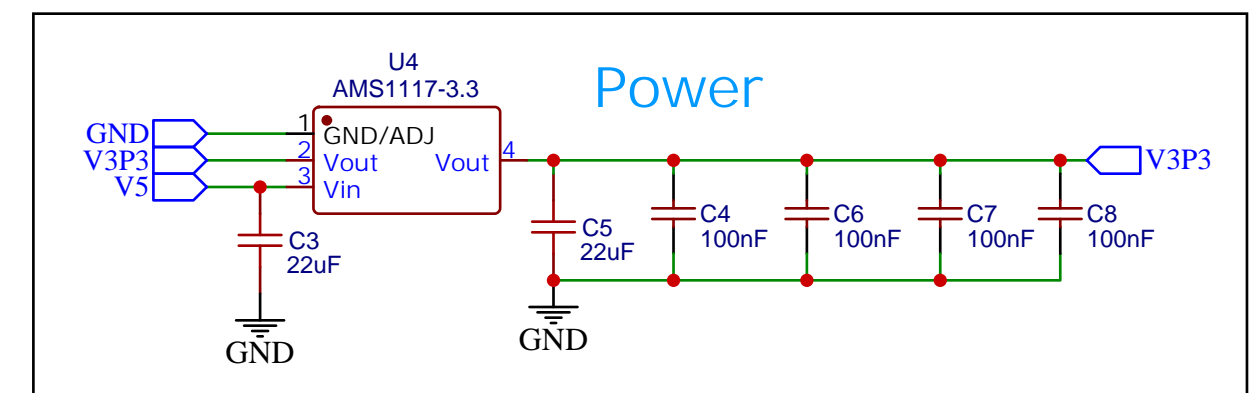 U4
AMS1117-3.3
Power
GND
V3P3
V5
1
2
3
GND/ADJ
Vout
Vin
Vout
4
V3P3
C3
22uF
GND
C5
22uF
GND
C4
100nF
C6
100nF
C7
100nF
C8
100nF